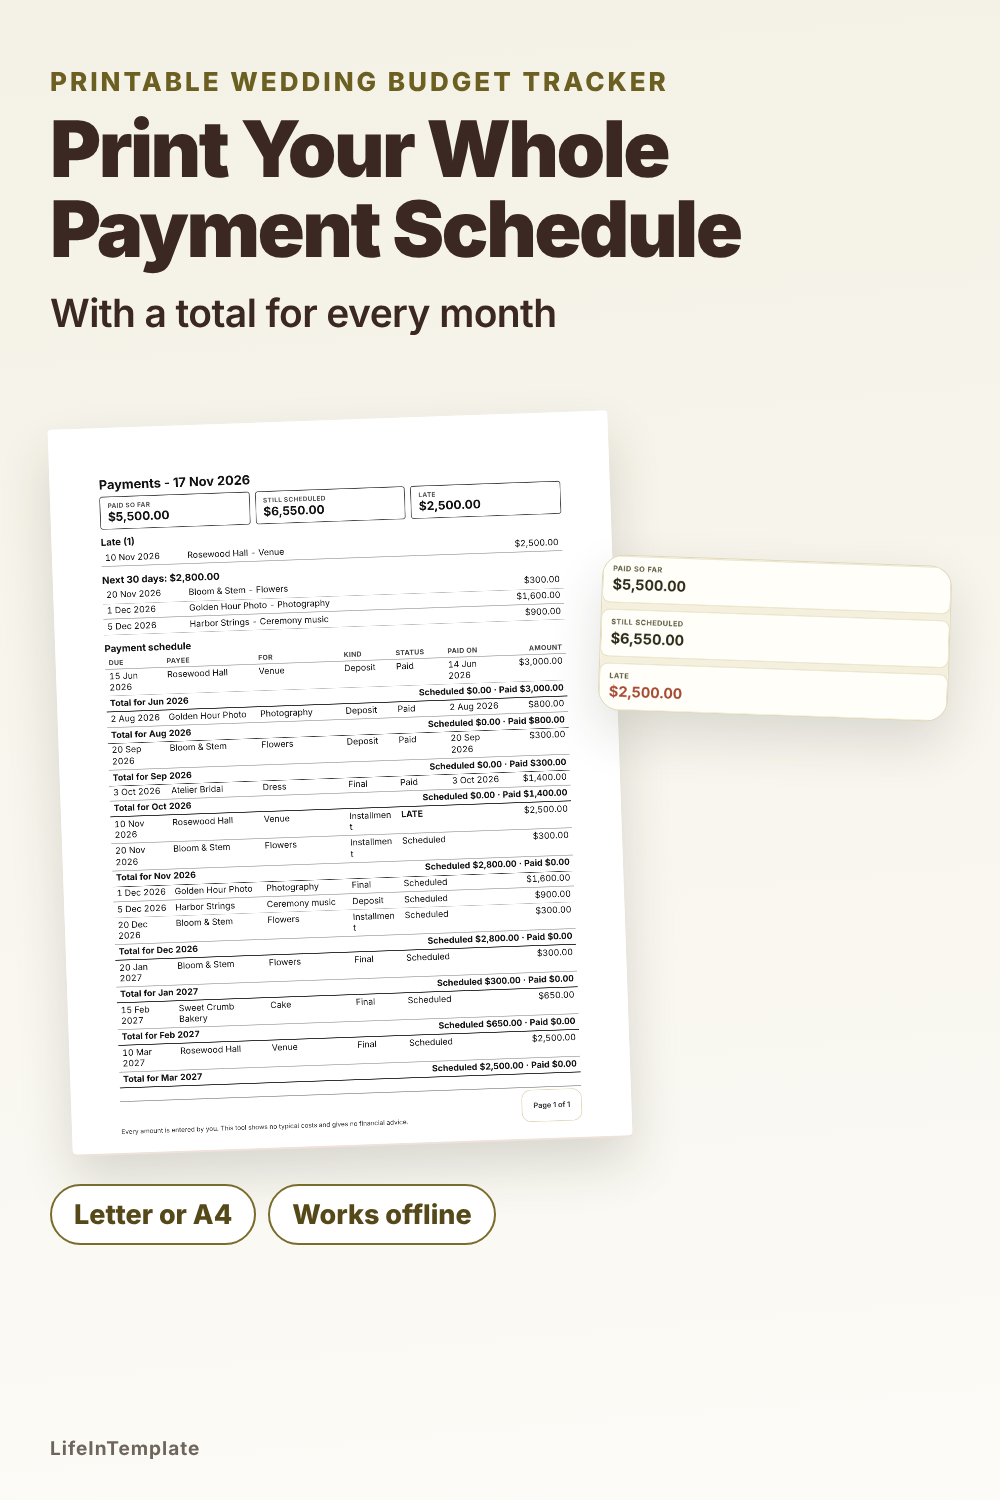 PRINTABLE WEDDING BUDGET TRACKER
Print Your Whole
Payment Schedule
With a total for every month
Payments - 17 Nov 2026
PAID SO FAR
$5,500.00
STILL SCHEDULED
$6,550.00
LATE
$2,500.00
Late (1)
10 Nov 2026 Rosewood Hall - Venue $2,500.00
Next 30 days: $2,800.00
20 Nov 2026 Bloom & Stem - Flowers $300.00
1 Dec 2026 Golden Hour Photo - Photography $1,600.00
5 Dec 2026 Harbor Strings - Ceremony music $900.00
Payment schedule
DUE PAYEE FOR KIND STATUS PAID ON AMOUNT
15 Jun Rosewood Hall Venue Deposit Paid 14 Jun $3,000.00
2026 2026
Total for Jun 2026 Scheduled $0.00 · Paid $3,000.00
2 Aug 2026 Golden Hour Photo Photography Deposit Paid 2 Aug 2026 $800.00
Total for Aug 2026 Scheduled $0.00 · Paid $800.00
20 Sep Bloom & Stem Flowers Deposit Paid 20 Sep $300.00
2026 2026
Total for Sep 2026 Scheduled $0.00 · Paid $300.00
3 Oct 2026 Atelier Bridal Dress Final Paid 3 Oct 2026 $1,400.00
Total for Oct 2026 Scheduled $0.00 · Paid $1,400.00
10 Nov Rosewood Hall Venue Installmen LATE $2,500.00
2026 t
20 Nov Bloom & Stem Flowers Installmen Scheduled $300.00
2026 t
Total for Nov 2026 Scheduled $2,800.00 · Paid $0.00
1 Dec 2026 Golden Hour Photo Photography Final Scheduled $1,600.00
5 Dec 2026 Harbor Strings Ceremony music Deposit Scheduled $900.00
20 Dec Bloom & Stem Flowers Installmen Scheduled $300.00
2026 t
Total for Dec 2026 Scheduled $2,800.00 · Paid $0.00
20 Jan Bloom & Stem Flowers Final Scheduled $300.00
2027
Total for Jan 2027 Scheduled $300.00 · Paid $0.00
15 Feb Sweet Crumb Cake Final Scheduled $650.00
2027 Bakery
Total for Feb 2027 Scheduled $650.00 · Paid $0.00
10 Mar Rosewood Hall Venue Final Scheduled $2,500.00
2027
Total for Mar 2027 Scheduled $2,500.00 · Paid $0.00
Page 1 of 1
Every amount is entered by you. This tool shows no typical costs and gives no financial advice.
PAID SO FAR
$5,500.00
STILL SCHEDULED
$6,550.00
LATE
$2,500.00
Letter or A4
Works offline
LifeInTemplate